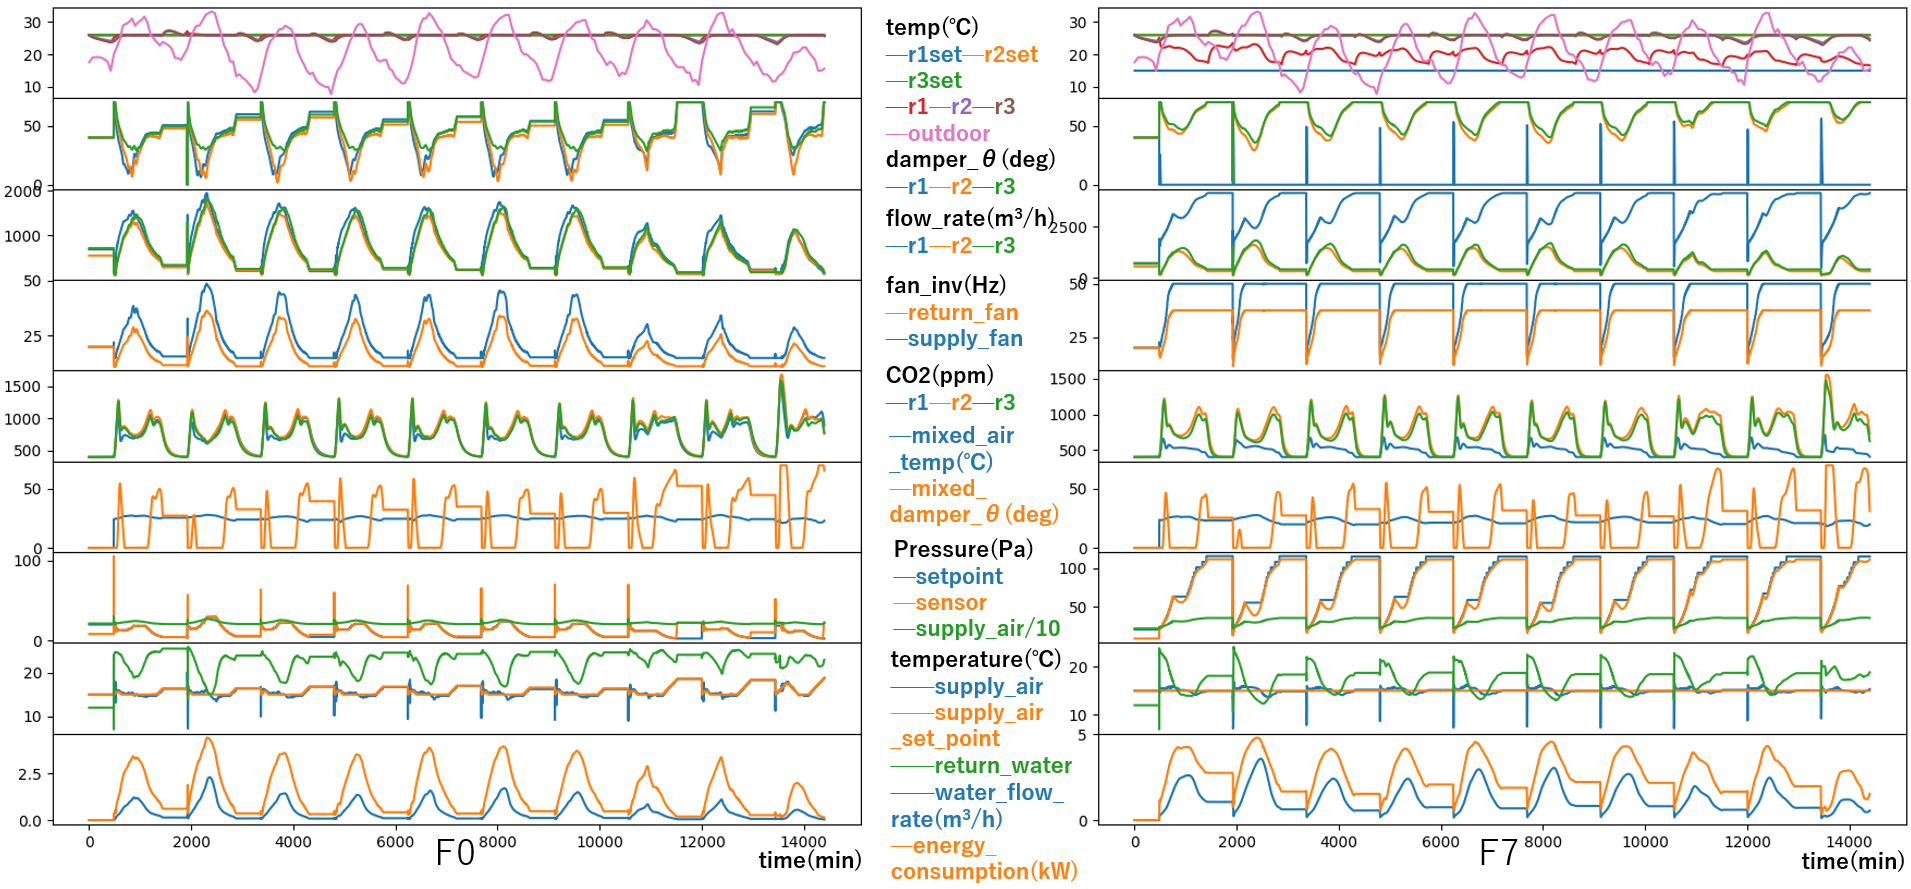 30
20
10
50
0
2000
1000
50
25
1500
1000
500
50
0
100
0
20
10
2.5
0.0
0 2000 4000 6000 8000 10000 12000 14000
F0
time(min)
temp(℃)
—r1set—r2set
—r3set
—r1—r2—r3
—outdoor
damper_θ(deg)
—r1—r2—r3
flow_rate(m³/h)
—r1—r2—r3
fan_inv(Hz)
—return_fan
—supply_fan
CO2(ppm)
—r1—r2—r3
—mixed_air
_temp(℃)
—mixed_
damper_θ(deg)
Pressure(Pa)
—setpoint
—sensor
—supply_air/10
temperature(℃)
——supply_air
——supply_air
_set_point
——return_water
——water_flow_
rate(m³/h)
—energy_
consumption(kW)
30
20
10
50
0
2500
0
50
25
1500
1000
500
50
0
100
50
20
10
5
0
0 2000 4000 6000 8000 10000 12000 14000
F7
time(min)